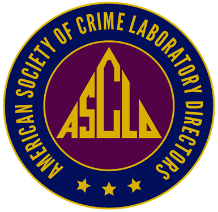 AMERICAN SOCIETY OF CRIME LABORATORY DIRECTORS
ASCLD